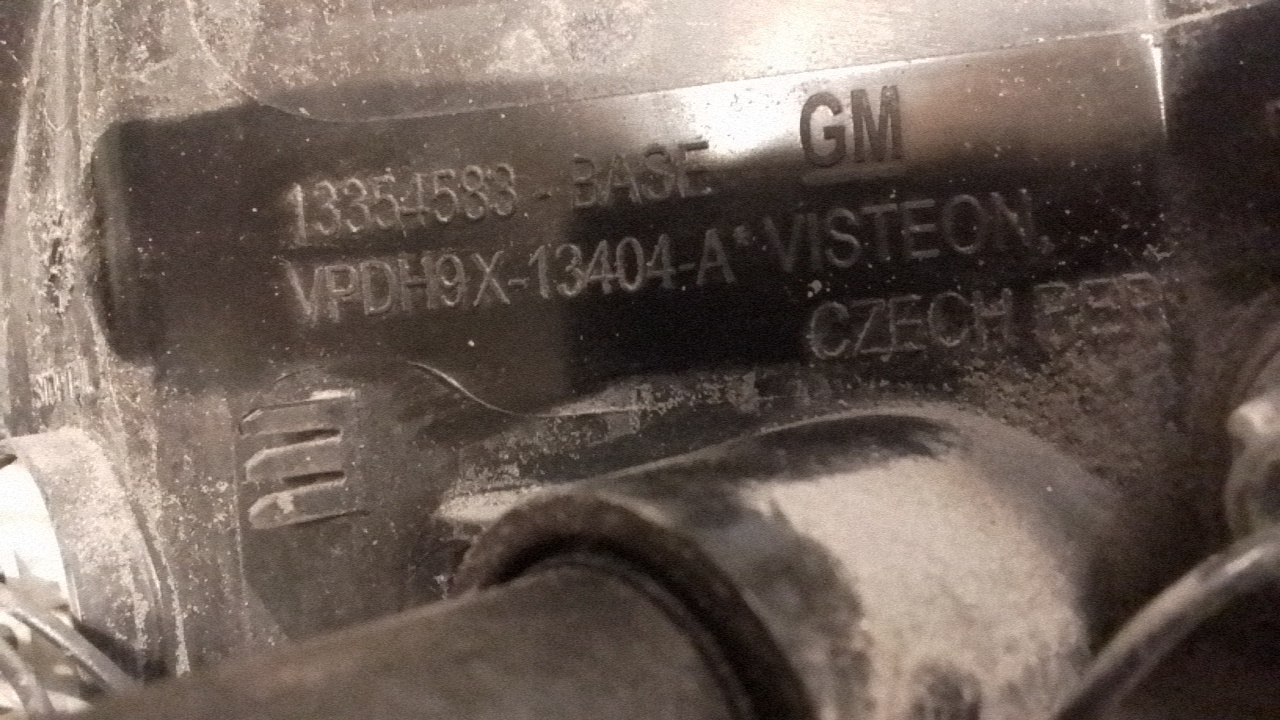 GM
13354583 - BASE
VPDH9X-13404-A* VISTEON,
CZECH REP